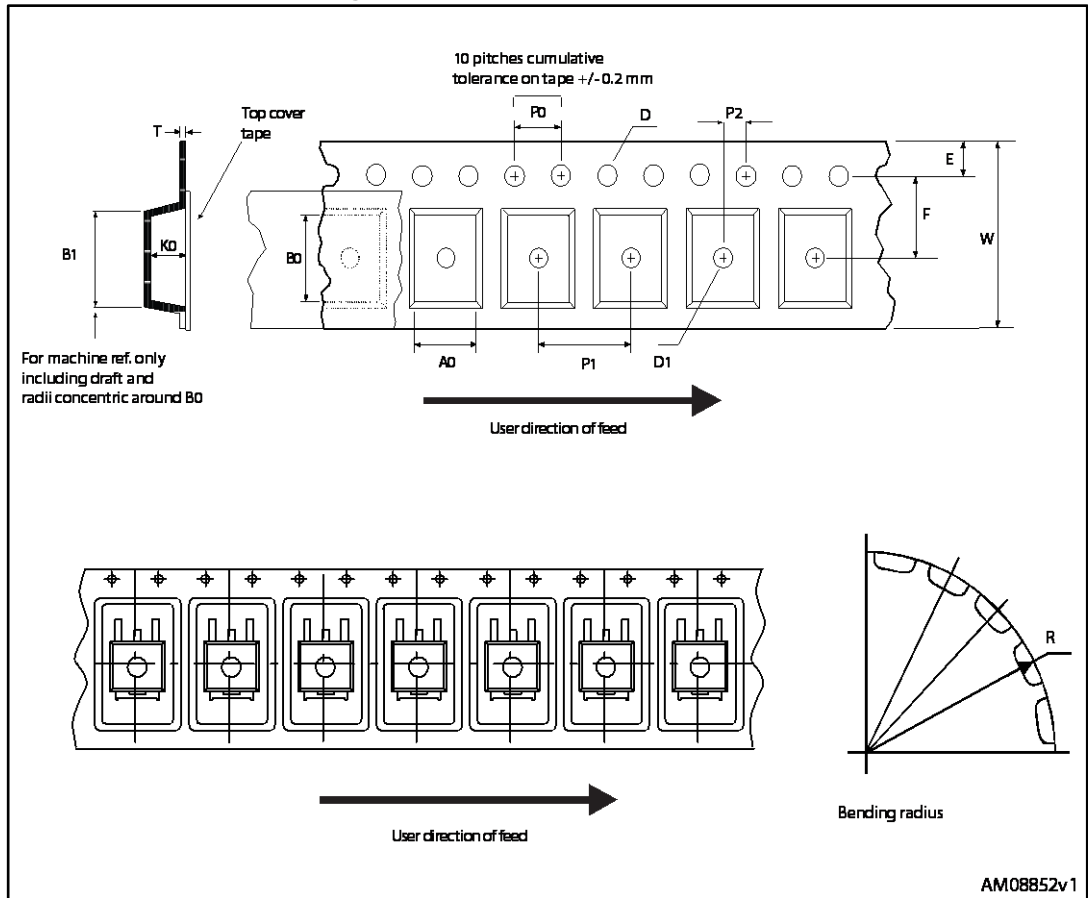 10 pitches cumulative
tolerance on tape +/- 0.2 mm
Top cover
tape
T
P0
D
P2
E
F
W
B1
K0
B0
For machine ref. only
including draft and
radii concentric around B0
A0
P1
D1
User direction of feed
R
Bending radius
User direction of feed
AM08852v1